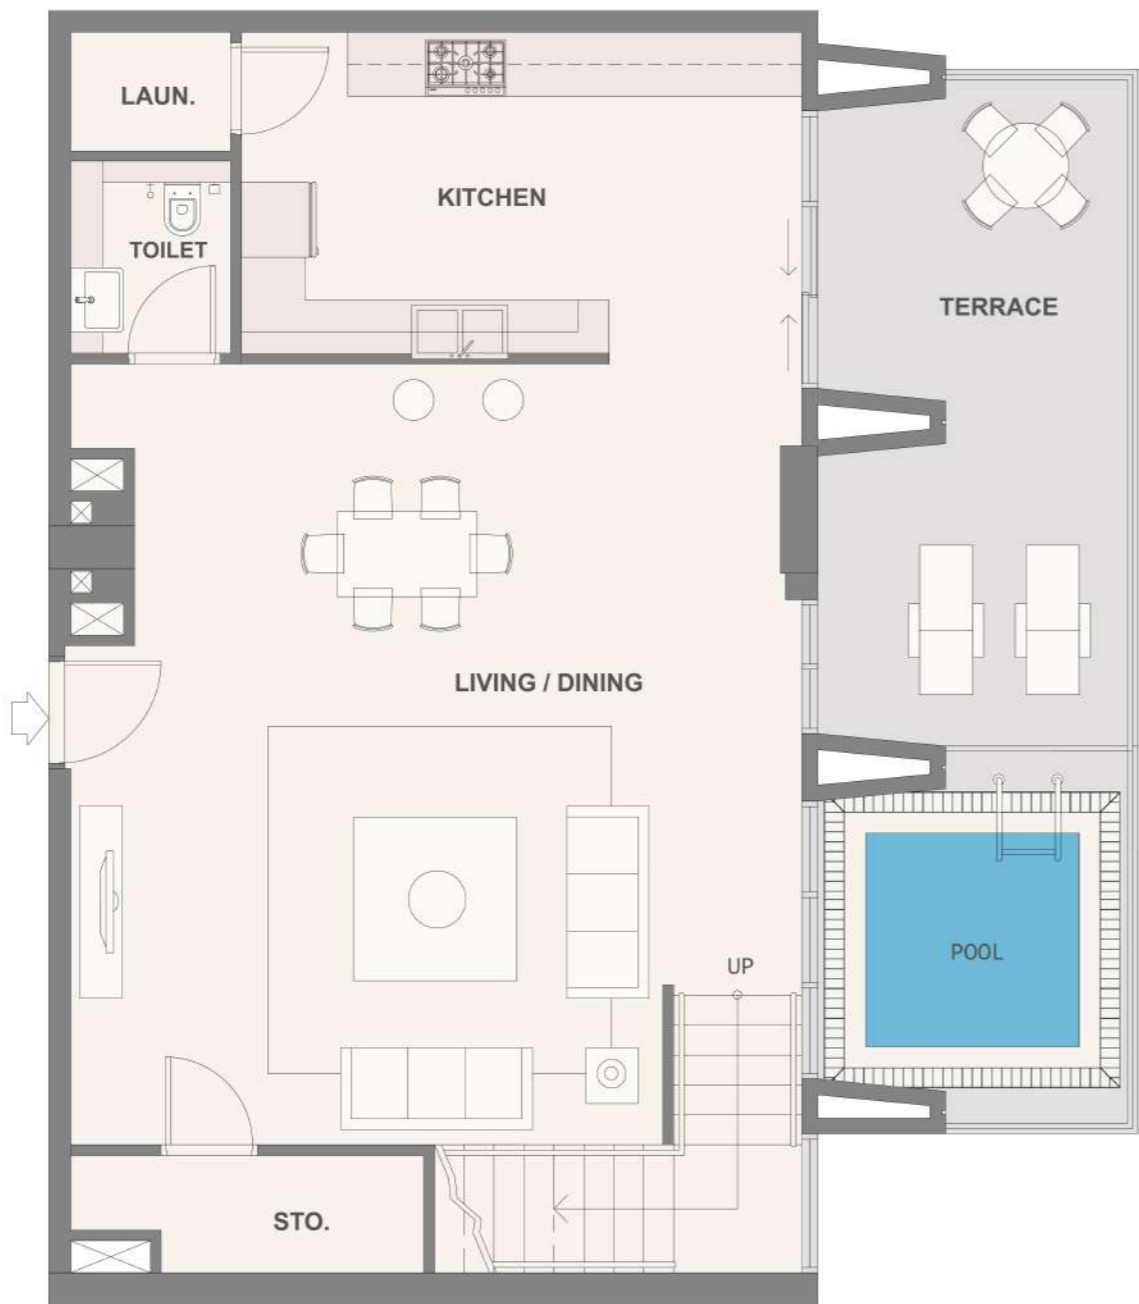 LAUN.
KITCHEN
TOILET
TERRACE
LIVING / DINING
POOL
UP
STO.